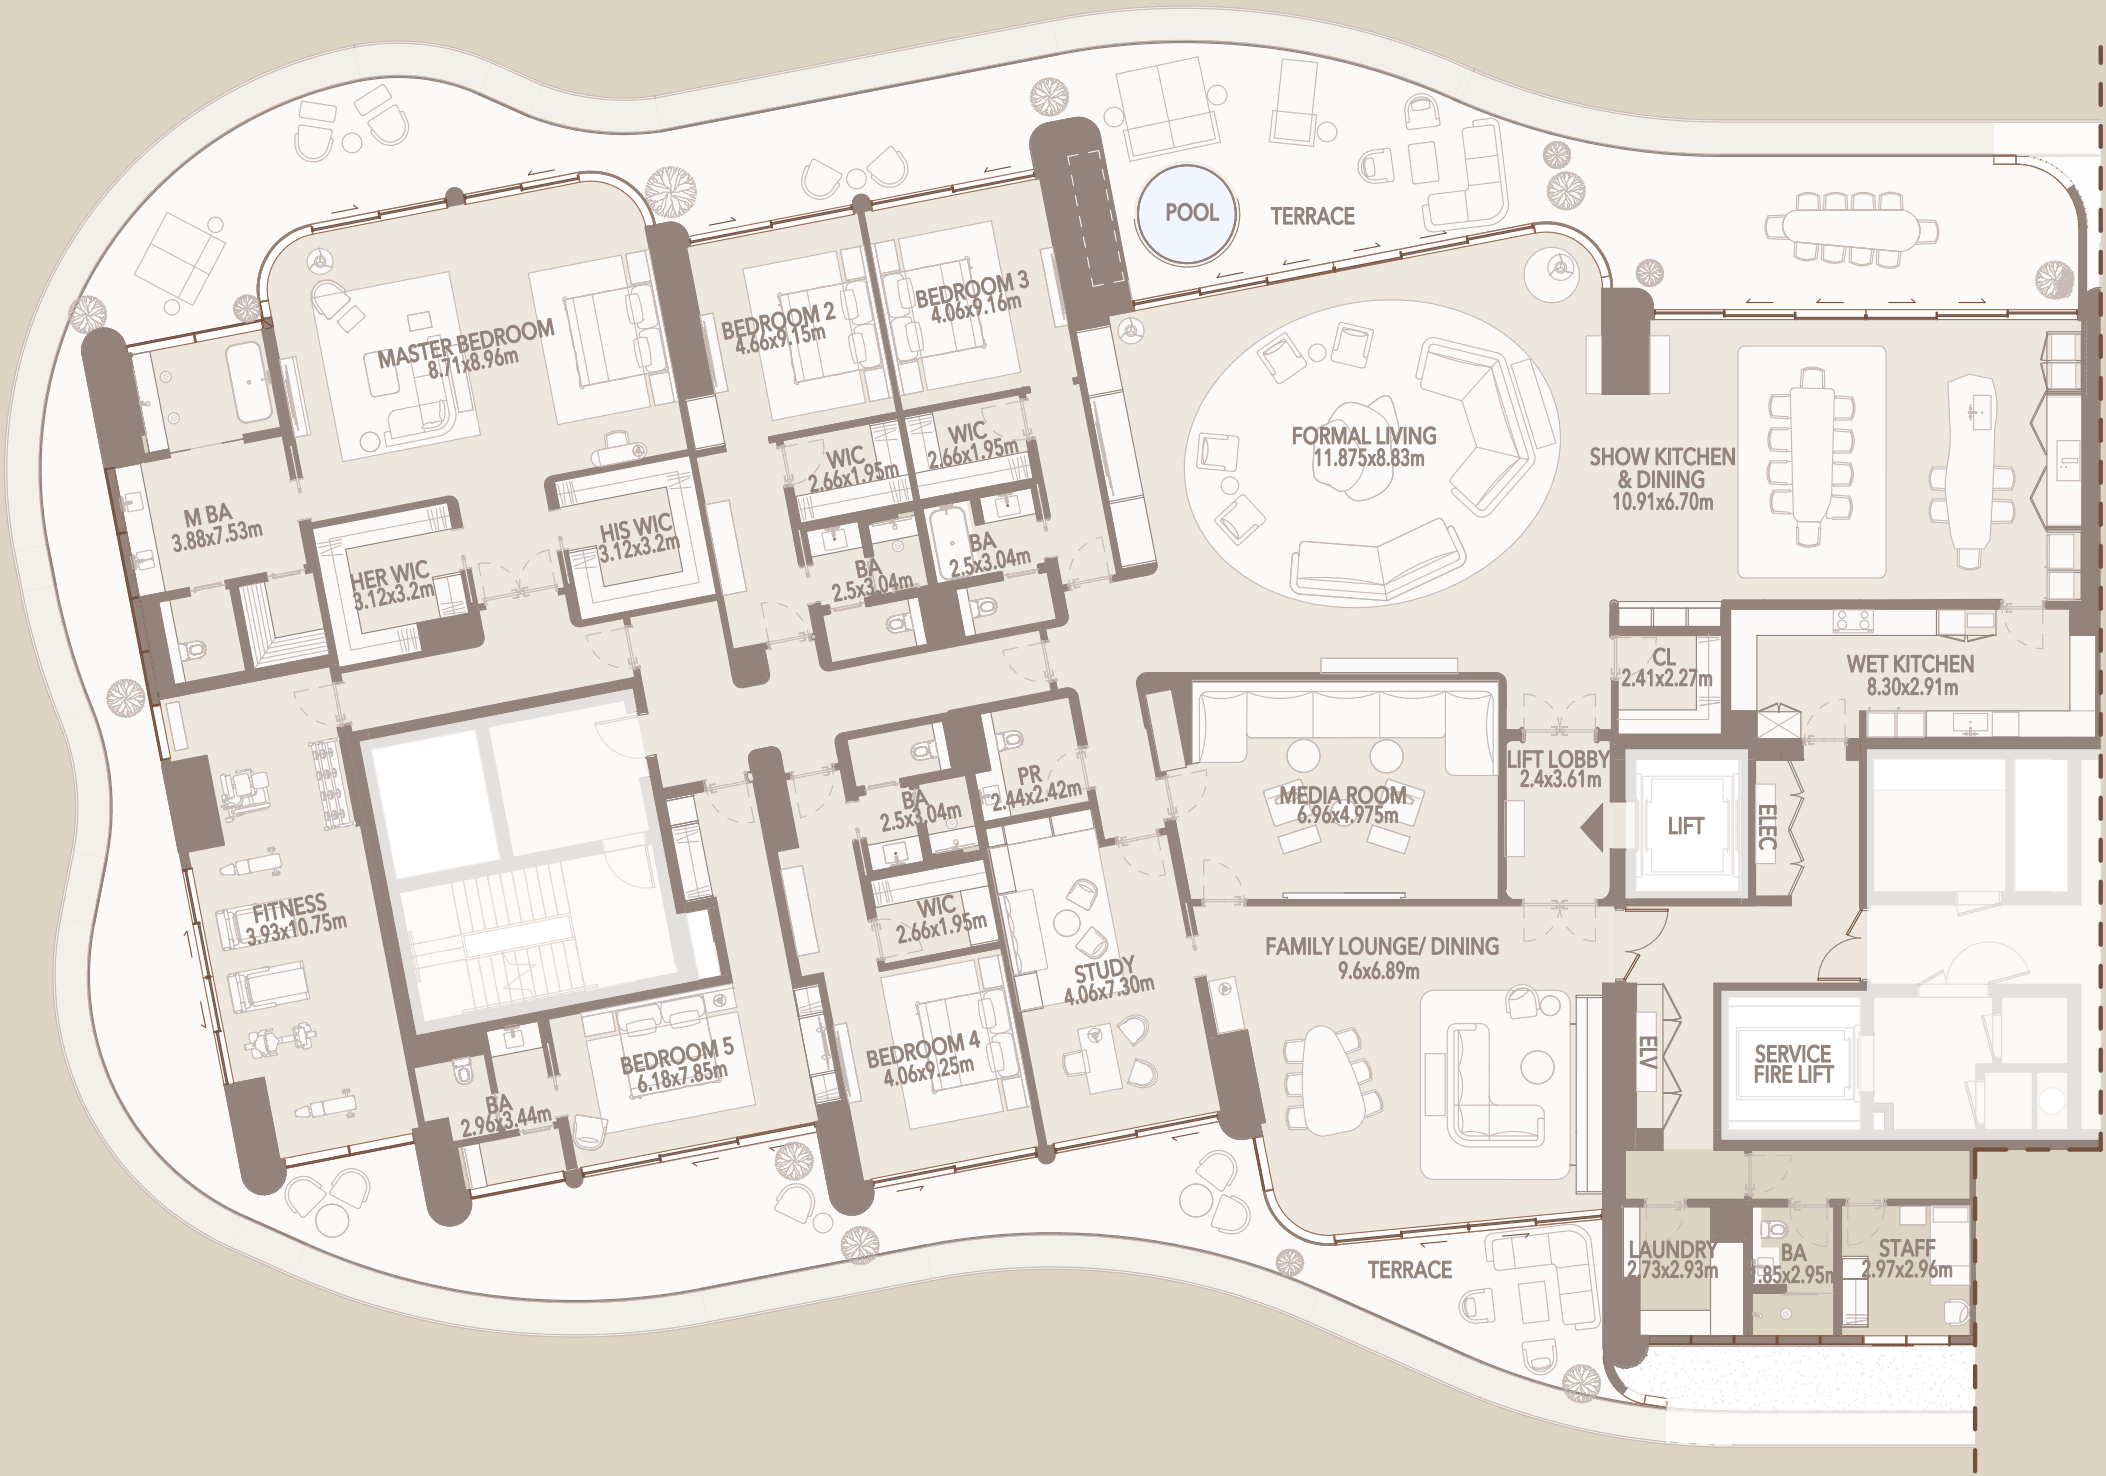 POOL
TERRACE
MASTER BEDROOM
8.71x8.96m
BEDROOM 2
4.66x9.15m
BEDROOM 3
4.06x9.16m
WIC
2.66x1.95m
WIC
2.66x1.95m
FORMAL LIVING
11.875x8.83m
SHOW KITCHEN
& DINING
10.91x6.70m
M BA
3.88x7.53m
HER WIC
3.12x3.2m
HIS WIC
3.12x3.2m
BA
2.5x3.04m
BA
2.5x3.04m
CL
2.41x2.27m
WET KITCHEN
8.30x2.91m
LIFT LOBBY
2.4x3.61m
MEDIA ROOM
6.96x4.975m
LIFT
ELEC
PR
2.44x2.42m
BA
2.5x3.04m
FITNESS
3.93x10.75m
WIC
2.66x1.95m
STUDY
4.06x7.30m
FAMILY LOUNGE/ DINING
9.6x6.89m
BEDROOM 5
6.18x7.85m
BEDROOM 4
4.06x9.25m
BA
2.96x3.44m
ELV
SERVICE
FIRE LIFT
TERRACE
LAUNDRY
2.73x2.93m
BA
1.85x2.95m
STAFF
2.97x2.96m